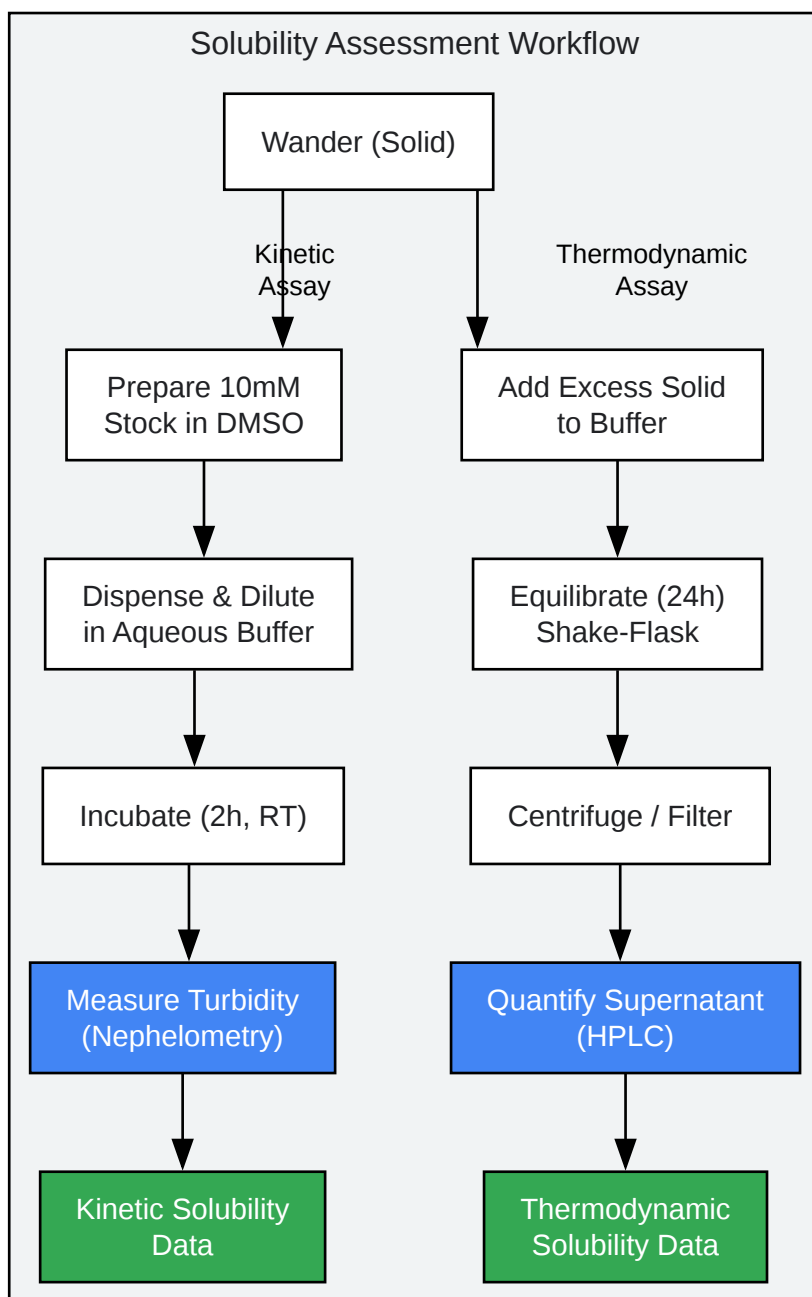 Solubility Assessment Workflow
Wander (Solid)
Kinetic
Assay
Thermodynamic
Assay
Prepare 10mM
Stock in DMSO
Add Excess Solid
to Buffer
Dispense & Dilute
in Aqueous Buffer
Equilibrate (24h)
Shake-Flask
Incubate (2h, RT)
Centrifuge / Filter
Measure Turbidity
(Nephelometry)
Quantify Supernatant
(HPLC)
Kinetic Solubility
Data
Thermodynamic
Solubility Data